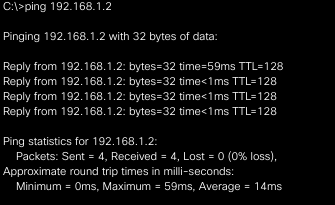 C:\>ping 192.168.1.2
Pinging 192.168.1.2 with 32 bytes of data:
Reply from 192.168.1.2: bytes=32 time=59ms TTL=128
Reply from 192.168.1.2: bytes=32 time<1ms TTL=128
Reply from 192.168.1.2: bytes=32 time<1ms TTL=128
Reply from 192.168.1.2: bytes=32 time<1ms TTL=128
Ping statistics for 192.168.1.2:
Packets: Sent = 4, Received = 4, Lost = 0 (0% loss),
Approximate round trip times in milli-seconds:
Minimum = 0ms, Maximum = 59ms, Average = 14ms